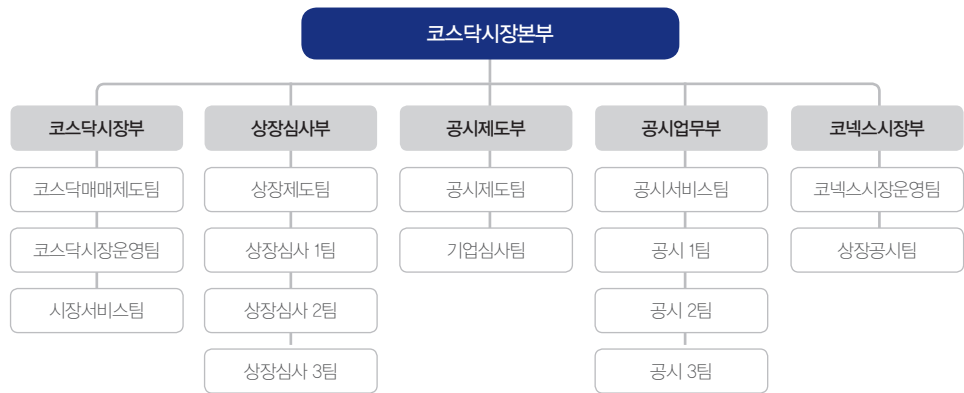 코스닥시장본부
코스닥시장부
상장심사부
공시제도부
공시업무부
코넥스시장부
코스닥매매제도팀
상장제도팀
공시제도팀
공시서비스팀
코넥스시장운영팀
코스닥시장운영팀
상장심사 1팀
기업심사팀
공시 1팀
상장공시팀
시장서비스팀
상장심사 2팀
공시 2팀
상장심사 3팀
공시 3팀